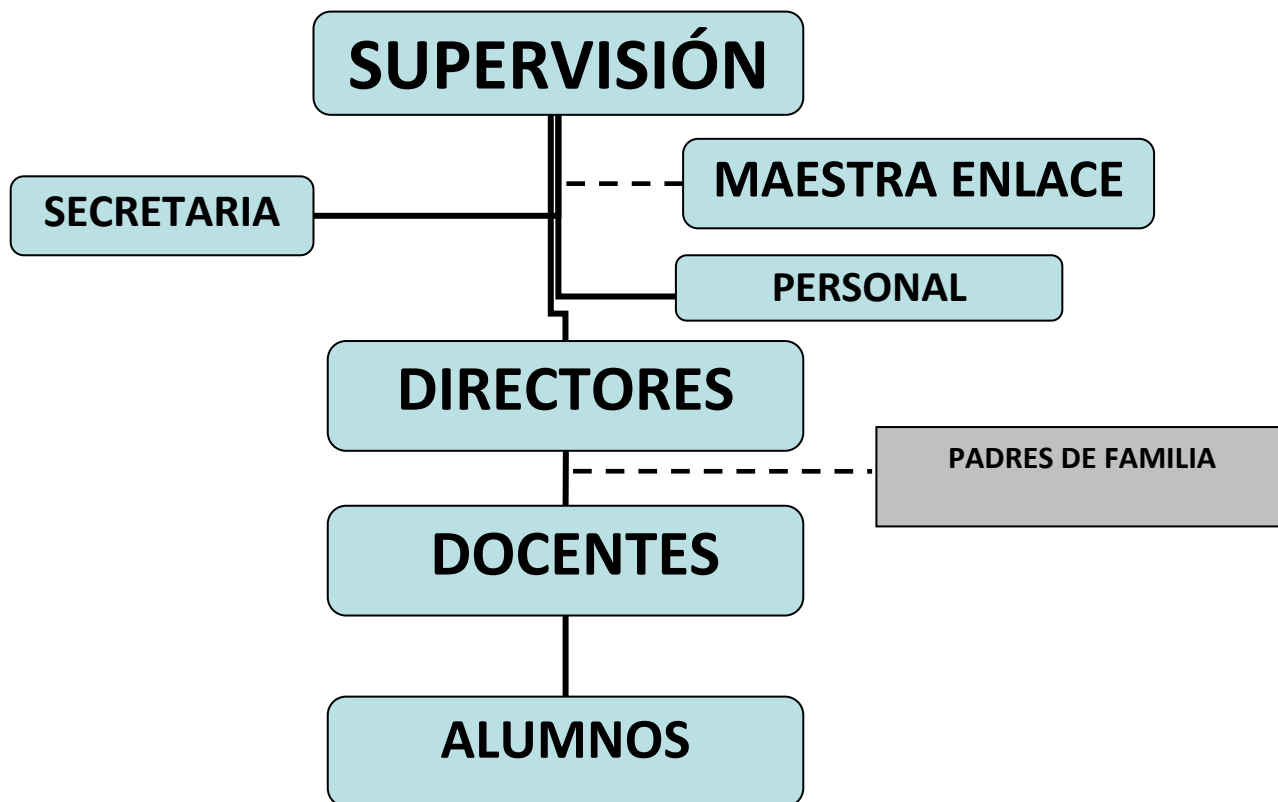 SUPERVISIÓN
MAESTRA ENLACE
SECRETARIA
PERSONAL
DIRECTORES
PADRES DE FAMILIA
DOCENTES
ALUMNOS